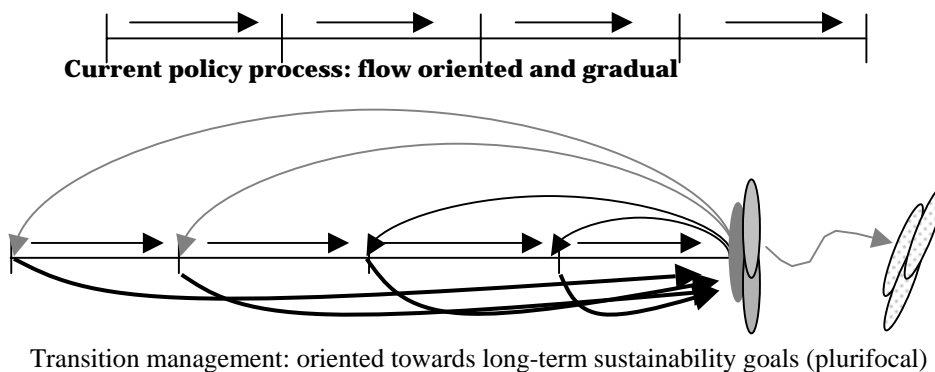 Current policy process: flow oriented and gradual
Transition management: oriented towards long-term sustainability goals (plurifocal)